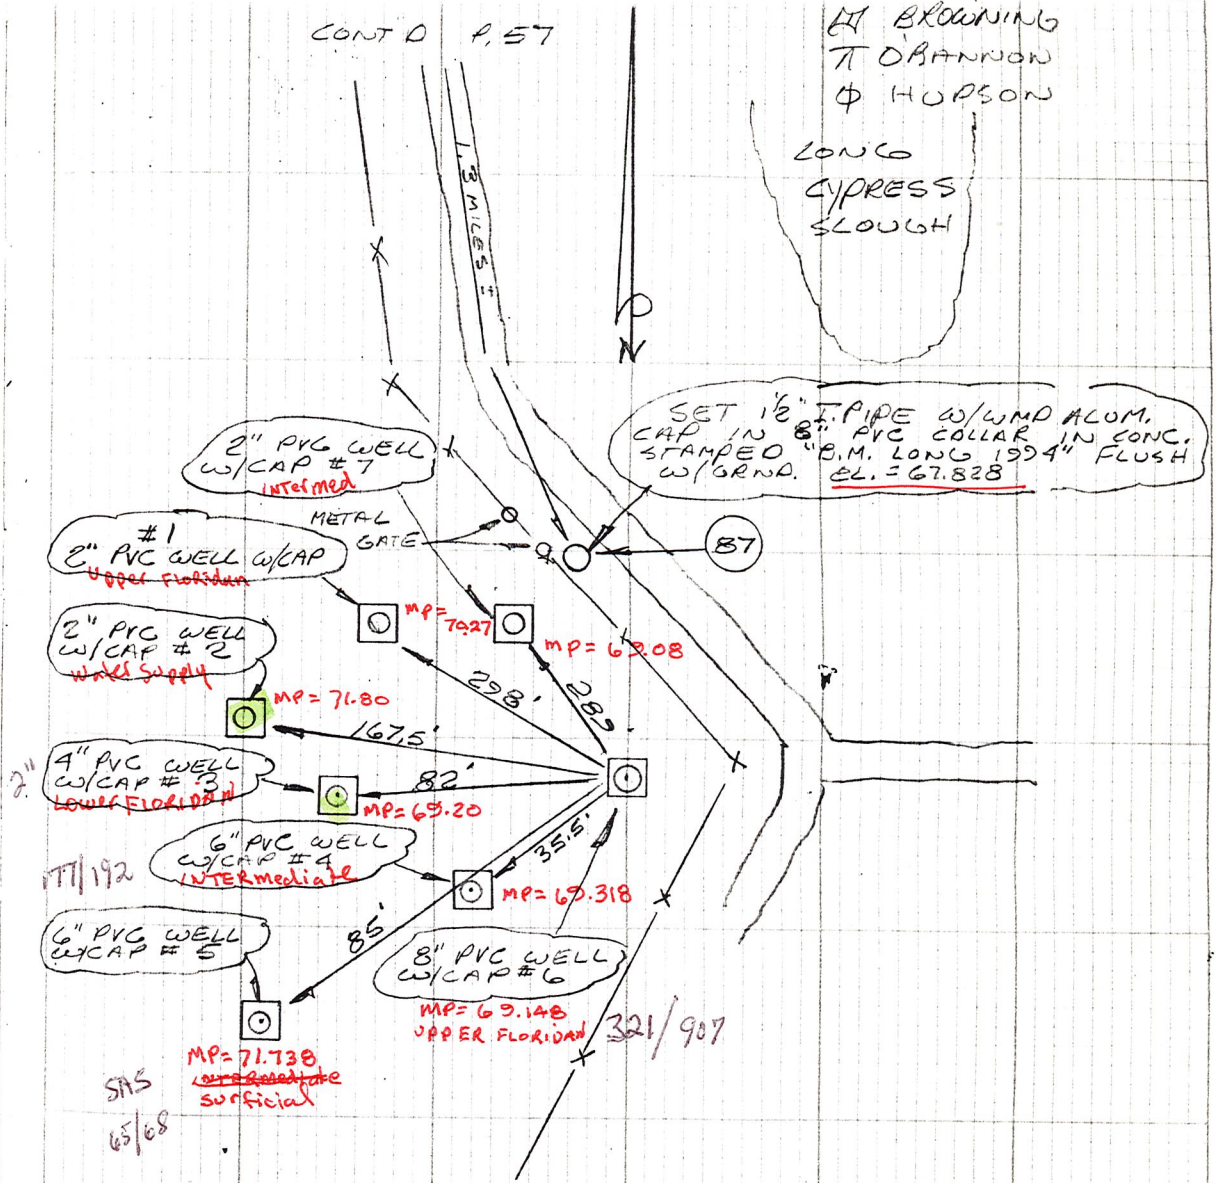 CONT'D P. 57
BROWNING
π O'BANNON
Φ HUPSON
LONG
CYPRESS
SLOUGH
1.3 MILES ±
N
SET 1½" I. PIPE W/WMD ALUM.
CAP IN 8" PVC COLLAR IN CONC.
STAMPED "B.M. LONG 1994" FLUSH
W/GRND. EL. = 67.828
2" PVC WELL
W/CAP # 7
INTermed
METAL
GATE
87
#1
2" PVC WELL W/CAP
Upper Floridan
MP=
70.27
MP= 69.08
2" PVC WELL
W/CAP # 2
Water Supply
MP= 71.80
298'
289'
167.5'
2"
4" PVC WELL
W/CAP # 3
Lower FLORIDAN
82'
MP= 69.20
35.5'
6" PVC WELL
W/CAP # 4
INTERmediate
177/192
MP= 69.318
6" PVC WELL
W/CAP # 5
85'
8" PVC WELL
W/CAP # 6
MP= 69.148
UPPER FLORIDAN
321/907
MP= 71.738
Intermediate
surficial
SAS
65/68